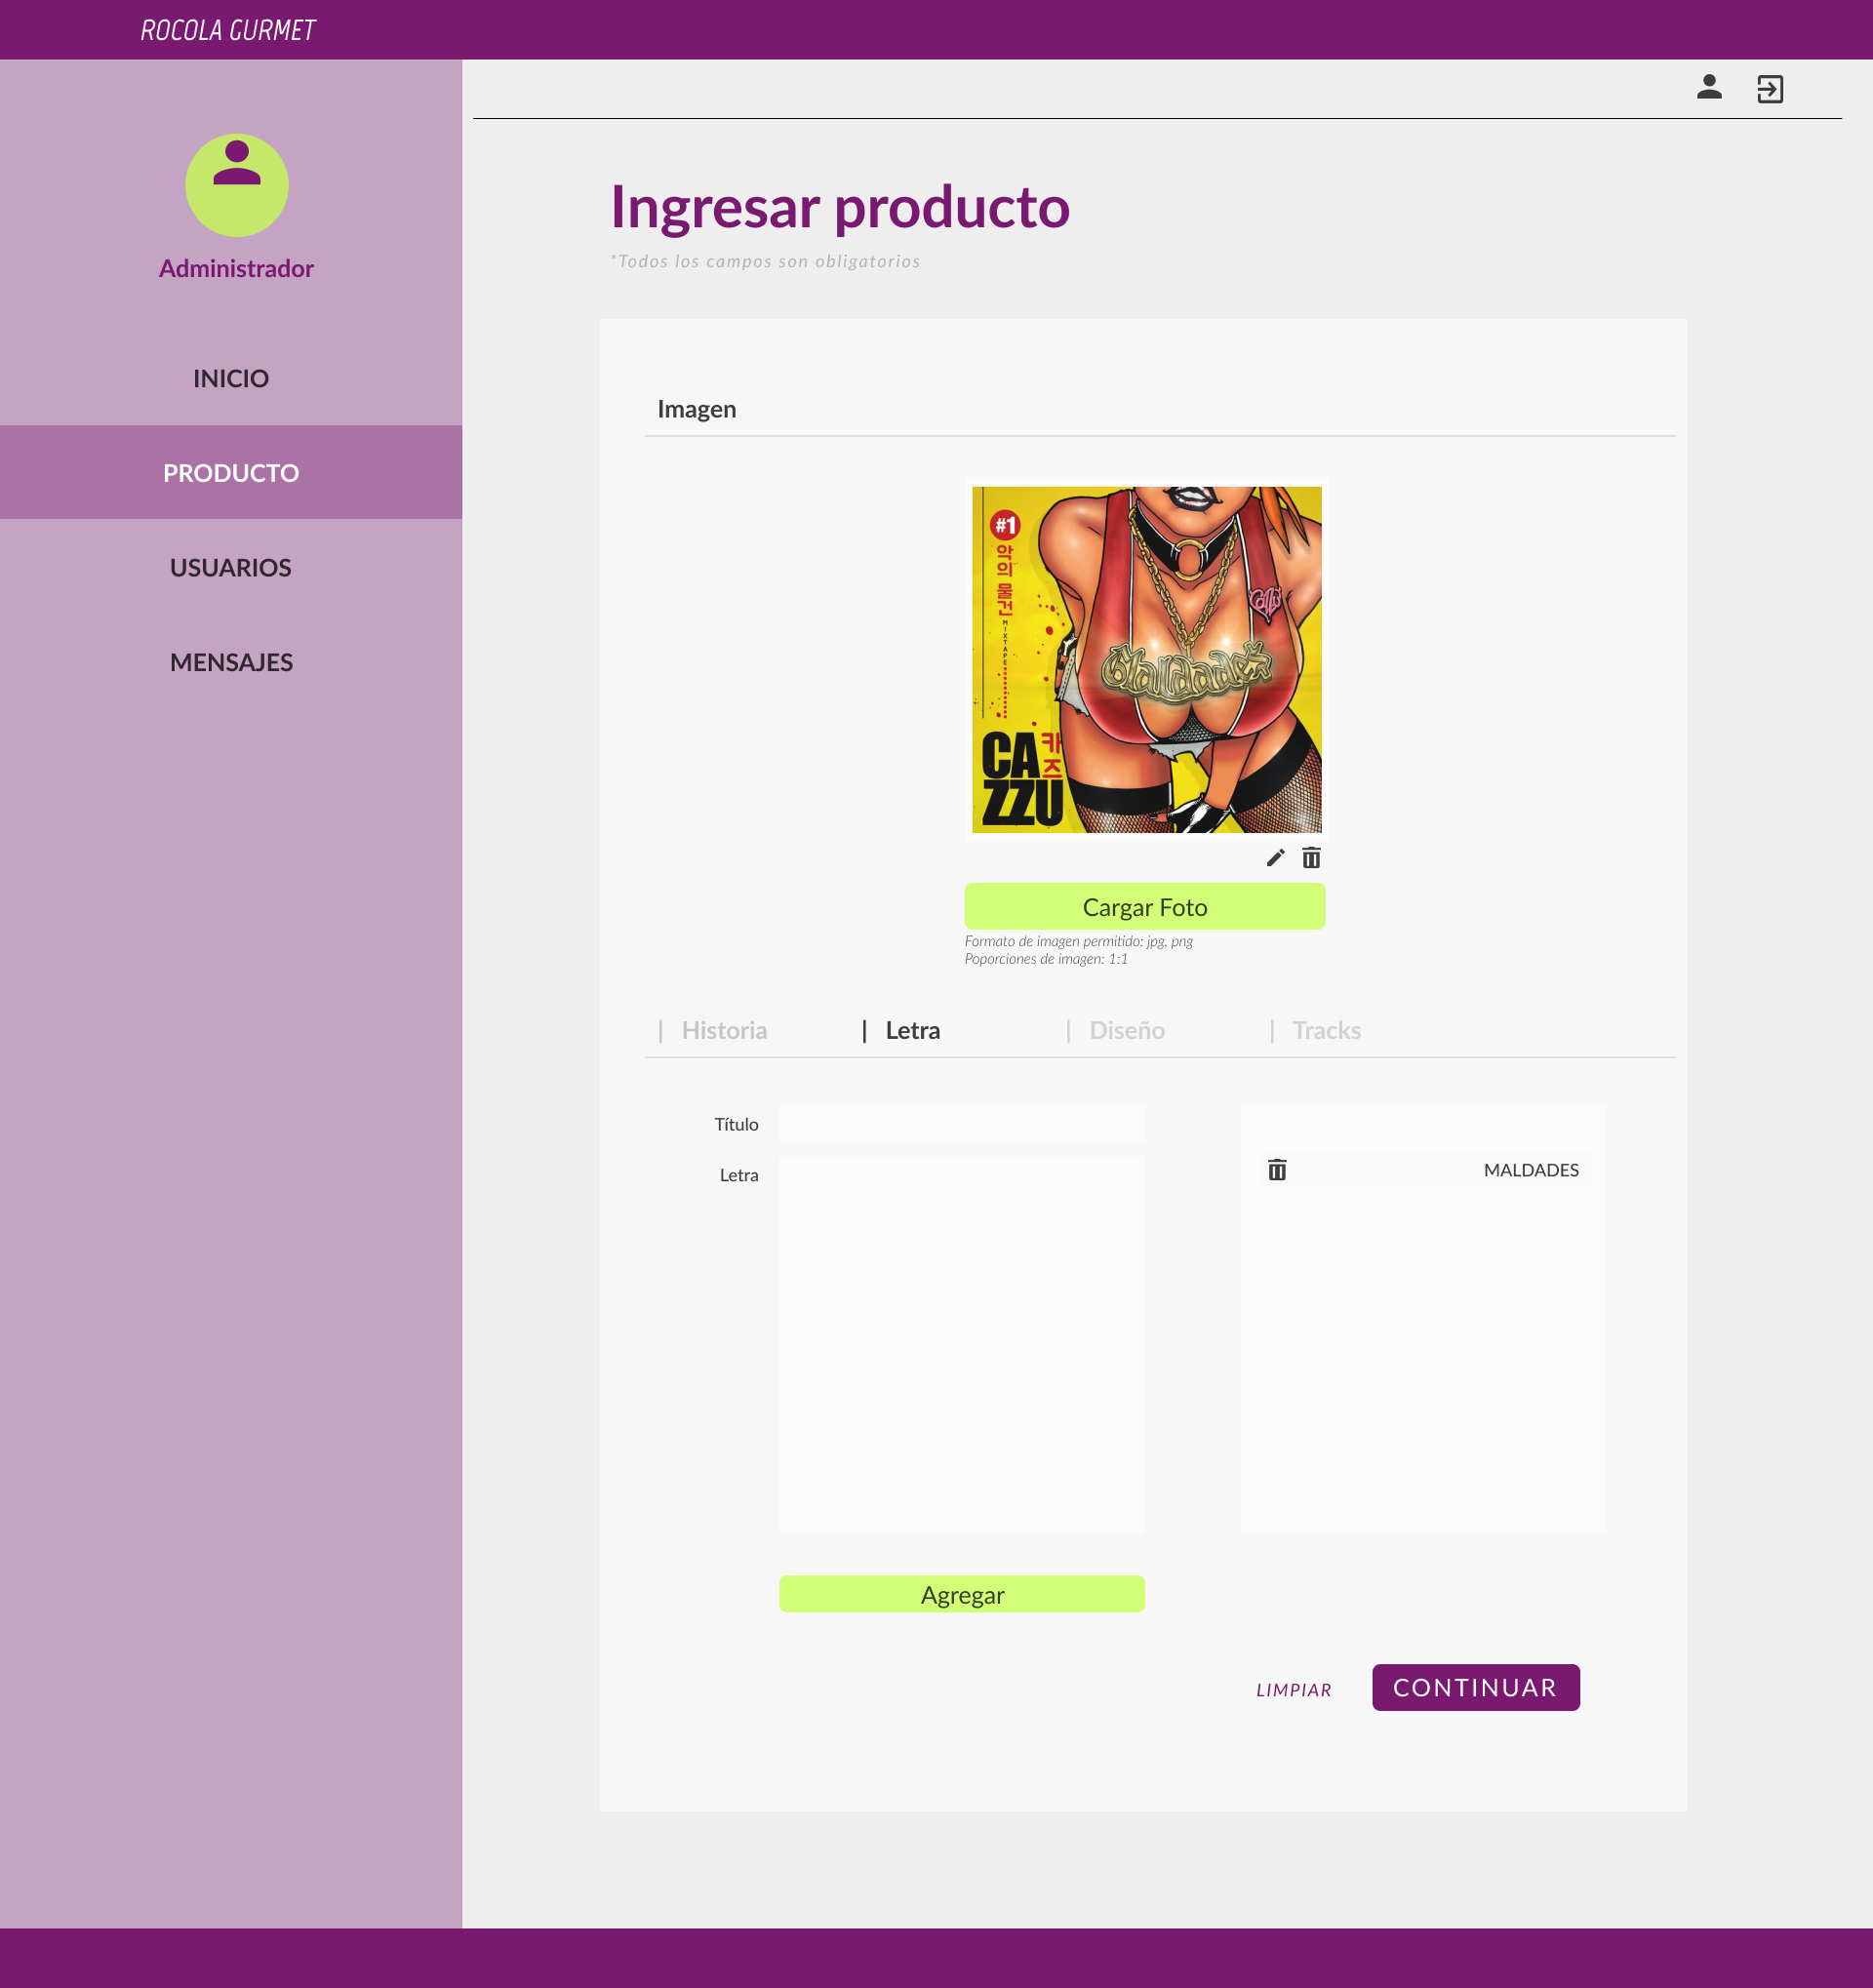 ROCOLA GURMET
Administrador
INICIO
PRODUCTO
USUARIOS
MENSAJES
Ingresar producto
*Todos los campos son obligatorios
Imagen
#1
악의 물건
MIXTAPE
Cazzu
Maldades
CA
ZZU
카즈
Cargar Foto
Formato de imagen permitido: jpg, png
Poporciones de imagen: 1:1
| Historia | Letra | Diseño | Tracks
Título
Letra
MALDADES
Agregar
LIMPIAR
CONTINUAR